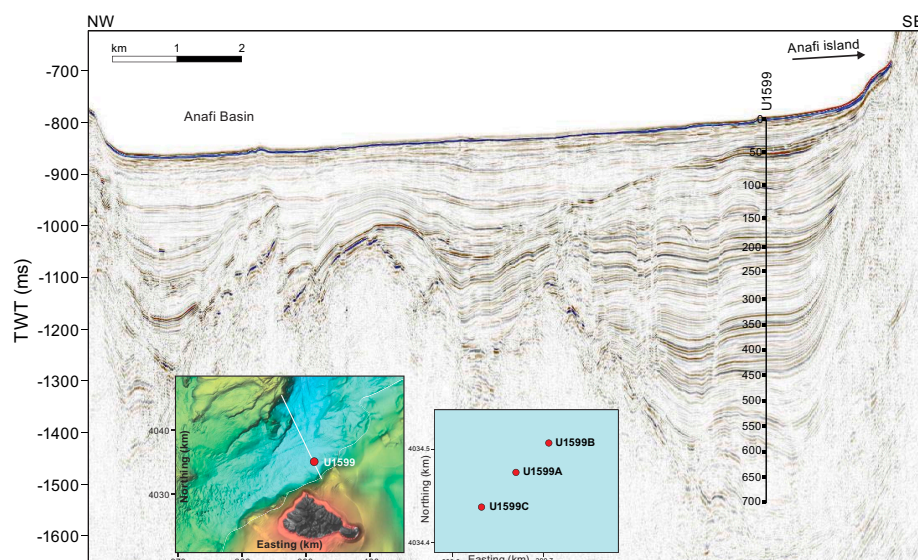 NW
SE
km 1 2
Anafi island
U1599
Anafi Basin
TWT (ms)
-700
-800
-900
-1000
-1100
-1200
-1300
-1400
-1500
-1600
0
50
100
150
200
250
300
350
400
450
500
550
600
650
700
Northing (km)
4040
4030
U1599
Easting (km)
Northing (km)
4034.5
4034.4
U1599B
U1599A
U1599C